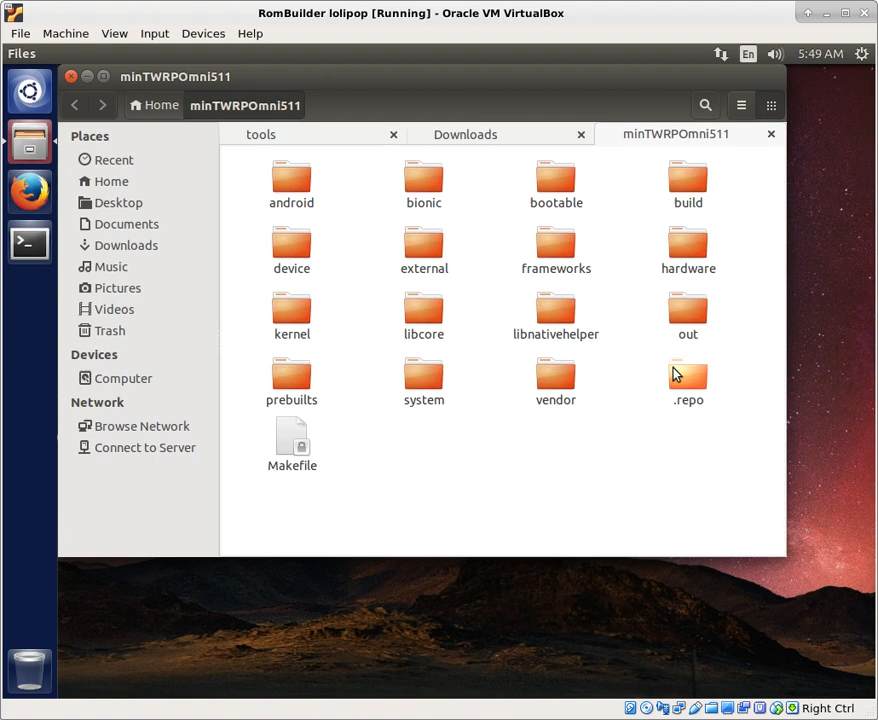 RomBuilder lolipop [Running] - Oracle VM VirtualBox
File Machine View Input Devices Help
Files En 5:49 AM
minTWRPOmni511
Home minTWRPOmni511
Places
Recent
Home
Desktop
Documents
Downloads
Music
Pictures
Videos
Trash
Devices
Computer
Network
Browse Network
Connect to Server
tools Downloads minTWRPOmni511
android bionic bootable build
device external frameworks hardware
kernel libcore libnativehelper out
prebuilts system vendor .repo
Makefile
Right Ctrl